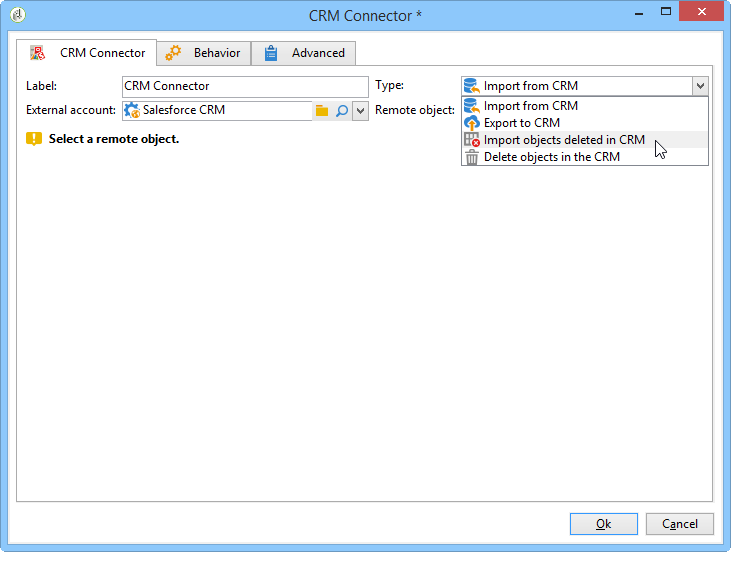 CRM Connector *
CRM Connector
Behavior
Advanced
Label:
CRM Connector
Type:
Import from CRM
External account:
Salesforce CRM
Remote object:
Import from CRM
Export to CRM
Import objects deleted in CRM
Delete objects in the CRM
Select a remote object.
Ok
Cancel